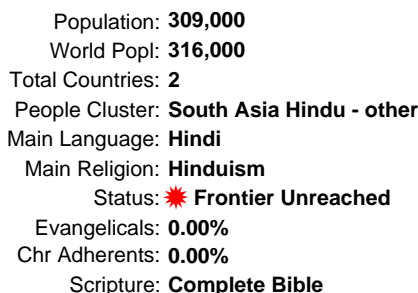 Population: 309,000
World Popl: 316,000
Total Countries: 2
People Cluster: South Asia Hindu - other
Main Language: Hindi
Main Religion: Hinduism
Status: Frontier Unreached
Evangelicals: 0.00%
Chr Adherents: 0.00%
Scripture: Complete Bible